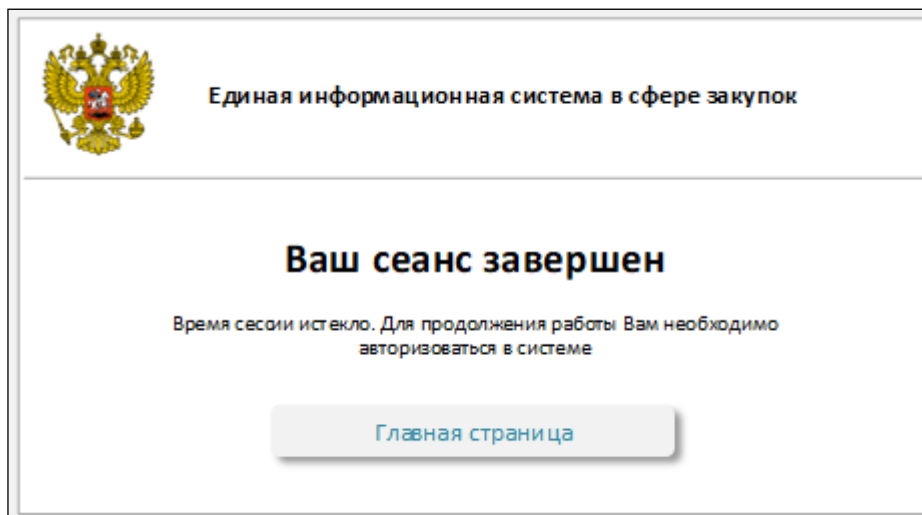 Единая информационная система в сфере закупок
Ваш сеанс завершен
Время сессии истекло. Для продолжения работы Вам необходимо
авторизоваться в системе
Главная страница